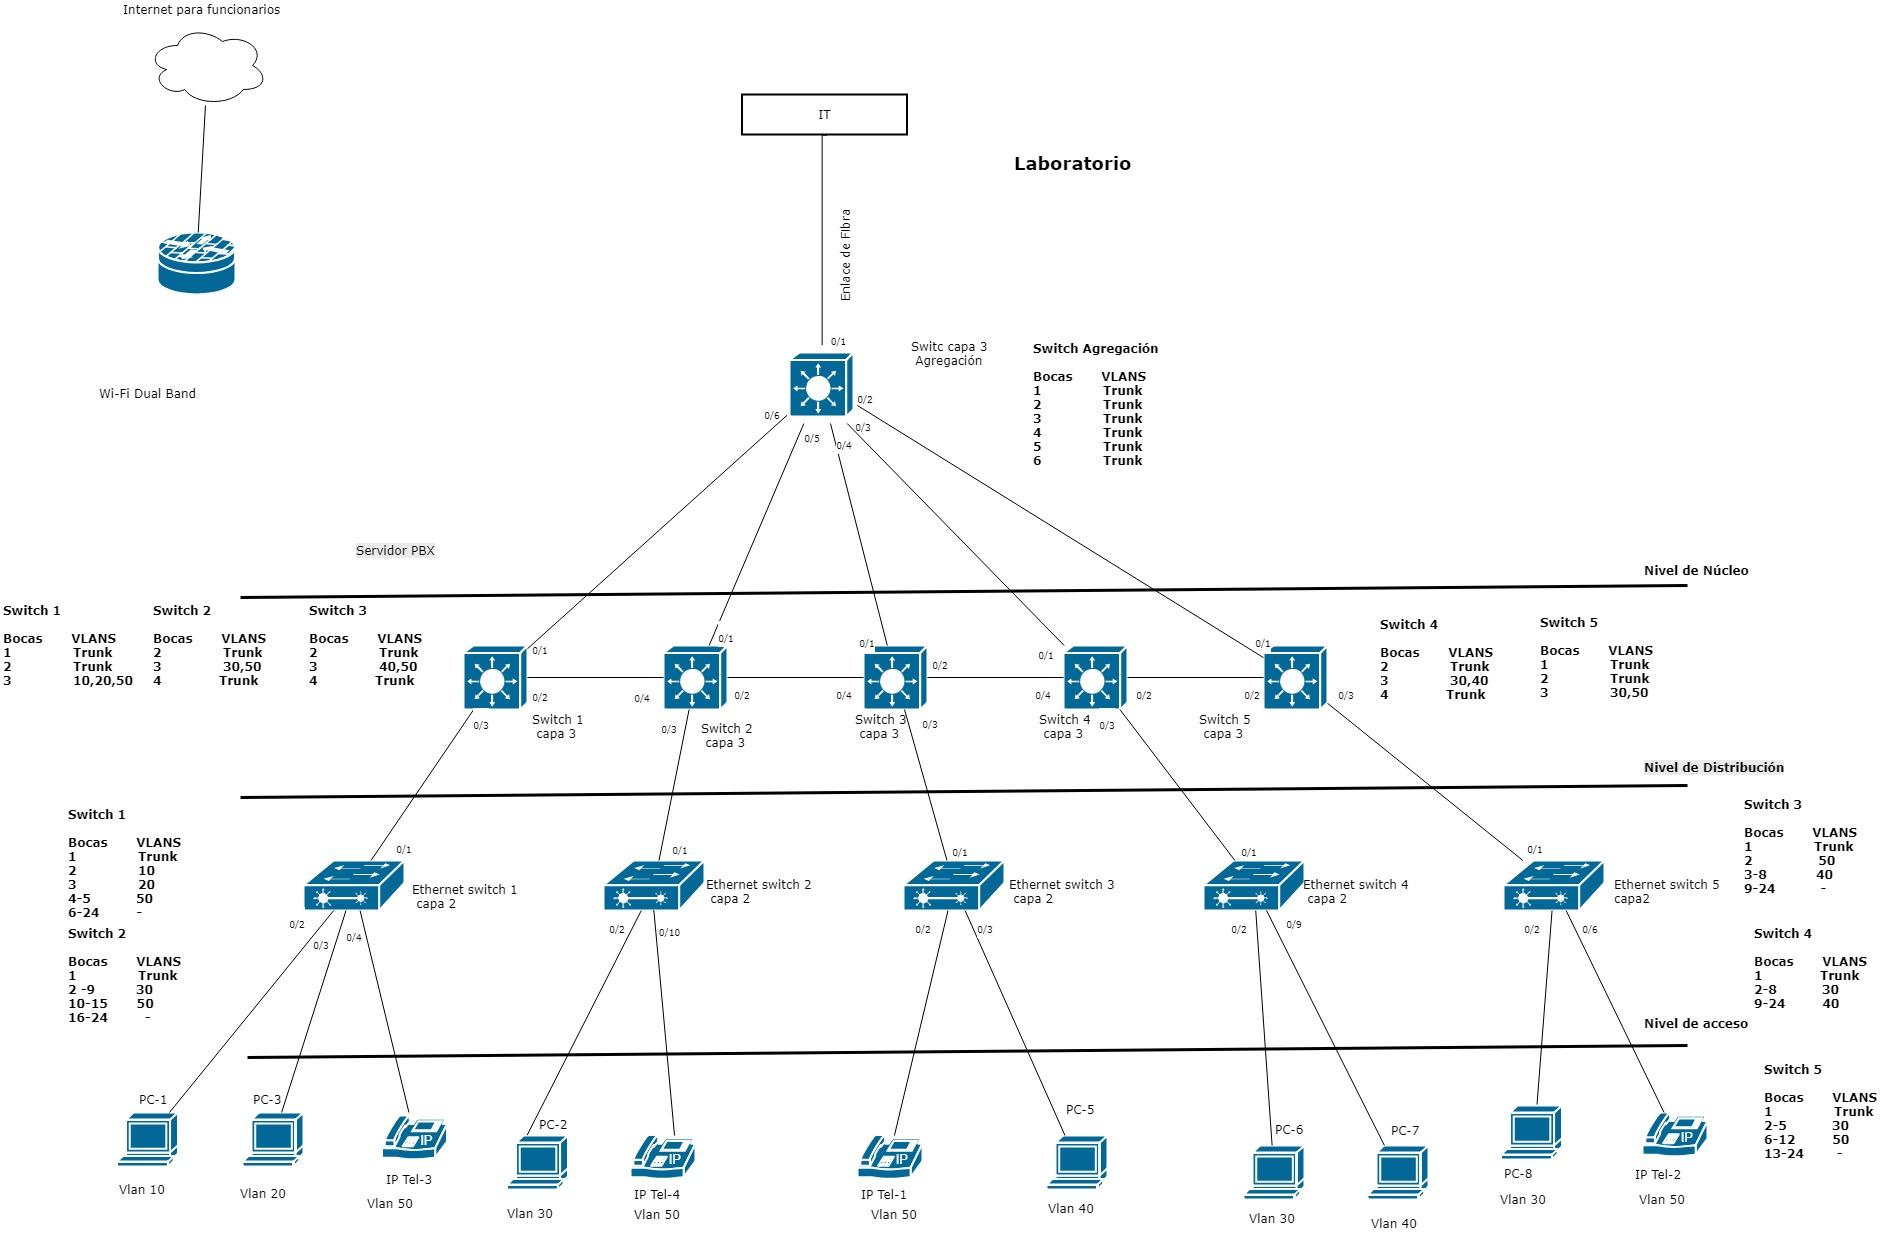 Internet para funcionarios
IT
Laboratorio
Enlace de FIbra
Wi-Fi Dual Band
0/1
Switc capa 3
Agregación
Switch Agregación
Bocas VLANS
1 Trunk
2 Trunk
3 Trunk
4 Trunk
5 Trunk
6 Trunk
0/6
0/5
0/4
0/3
0/2
Servidor PBX
Nivel de Núcleo
Switch 1
Bocas VLANS
1 Trunk
2 Trunk
3 10,20,50
Switch 2
Bocas VLANS
2 Trunk
3 30,50
4 Trunk
Switch 3
Bocas VLANS
2 Trunk
3 40,50
4 Trunk
Switch 4
Bocas VLANS
2 Trunk
3 30,40
4 Trunk
Switch 5
Bocas VLANS
1 Trunk
2 Trunk
3 30,50
0/1
0/2
0/3
Switch 1
capa 3
0/1
0/4
0/2
0/3
Switch 2
capa 3
0/1
0/2
0/4
0/3
Switch 3
capa 3
0/1
0/4
0/2
0/3
Switch 4
capa 3
0/1
0/2
0/3
Switch 5
capa 3
Nivel de Distribución
Switch 1
Bocas VLANS
1 Trunk
2 10
3 20
4-5 50
6-24 -
Switch 2
Bocas VLANS
1 Trunk
2 -9 30
10-15 50
16-24 -
0/1
Ethernet switch 1
capa 2
0/2
0/3
0/4
0/1
Ethernet switch 2
capa 2
0/2
0/10
0/1
Ethernet switch 3
capa 2
0/2
0/3
0/1
Ethernet switch 4
capa 2
0/2
0/9
0/1
Ethernet switch 5
capa2
0/2
0/6
Switch 3
Bocas VLANS
1 Trunk
2 50
3-8 40
9-24 -
Switch 4
Bocas VLANS
1 Trunk
2-8 30
9-24 40
Nivel de acceso
Switch 5
Bocas VLANS
1 Trunk
2-5 30
6-12 50
13-24 -
PC-1
Vlan 10
PC-3
Vlan 20
IP
IP Tel-3
Vlan 50
PC-2
Vlan 30
IP
IP Tel-4
Vlan 50
IP
IP Tel-1
Vlan 50
PC-5
Vlan 40
PC-6
Vlan 30
PC-7
Vlan 40
PC-8
Vlan 30
IP
IP Tel-2
Vlan 50